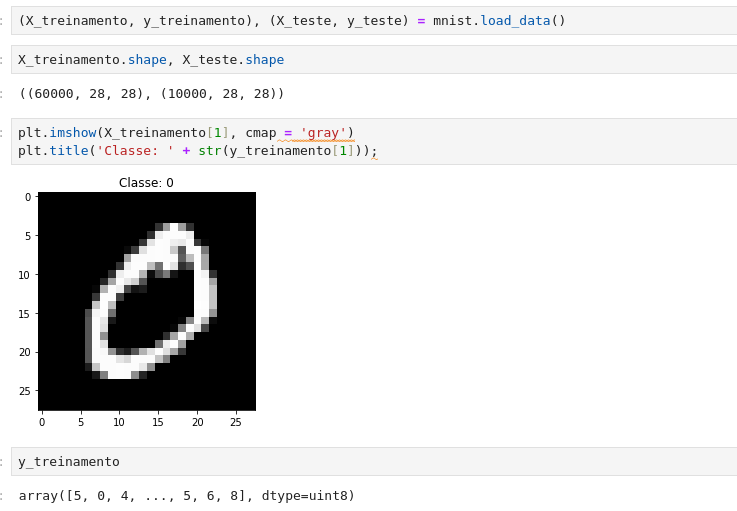 (X_treinamento, y_treinamento), (X_teste, y_teste) = mnist.load_data()
X_treinamento.shape, X_teste.shape
((60000, 28, 28), (10000, 28, 28))
plt.imshow(X_treinamento[1], cmap = 'gray')
plt.title('Classe: ' + str(y_treinamento[1]));
Classe: 0
0
5
10
15
20
25
0 5 10 15 20 25
y_treinamento
array([5, 0, 4, ..., 5, 6, 8], dtype=uint8)